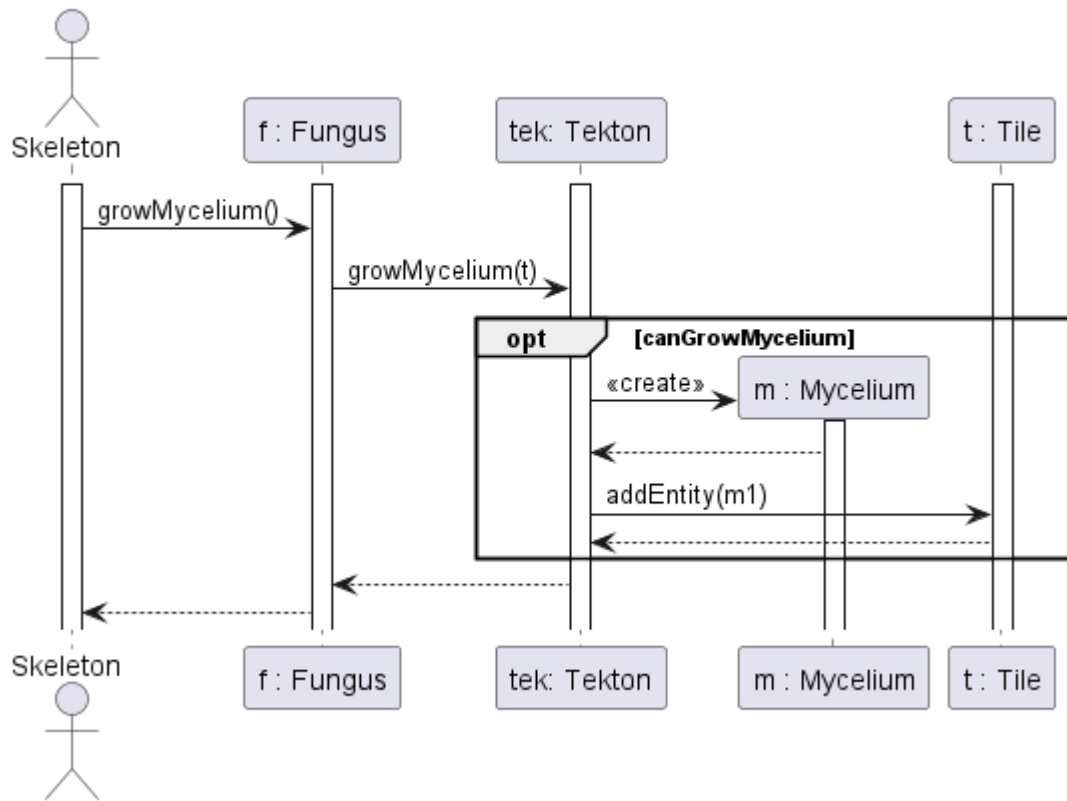 Skeleton
f : Fungus
tek: Tekton
t : Tile
growMycelium()
growMycelium(t)
opt
[canGrowMycelium]
«create»
m : Mycelium
addEntity(m1)
Skeleton
f : Fungus
tek: Tekton
m : Mycelium
t : Tile